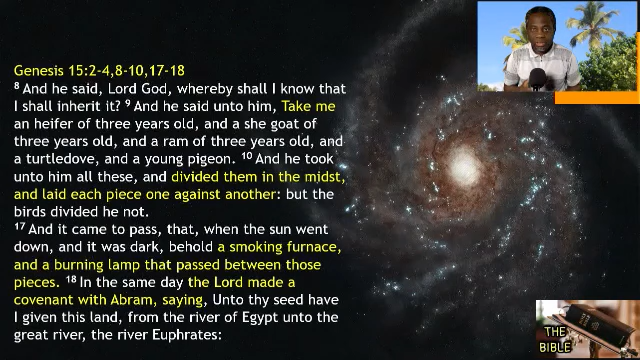 Genesis 15:2-4,8-10,17-18
8 And he said, Lord God, whereby shall I know that
I shall inherit it? 9 And he said unto him, Take me
an heifer of three years old, and a she goat of
three years old, and a ram of three years old, and
a turtledove, and a young pigeon. 10 And he took
unto him all these, and divided them in the midst,
and laid each piece one against another: but the
birds divided he not.
17 And it came to pass, that, when the sun went
down, and it was dark, behold a smoking furnace,
and a burning lamp that passed between those
pieces. 18 In the same day the Lord made a
covenant with Abram, saying, Unto thy seed have
I given this land, from the river of Egypt unto the
great river, the river Euphrates:
THE
BIBLE